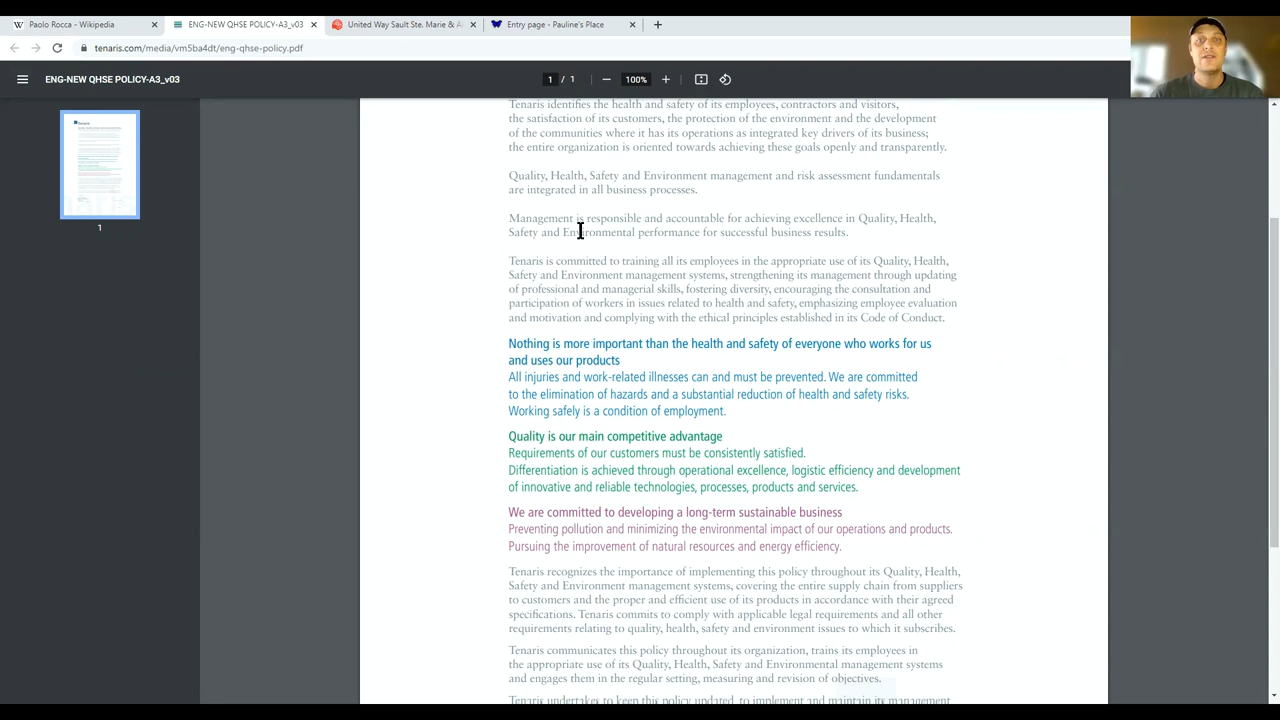 Paolo Rocca - Wikipedia
ENG-NEW QHSE POLICY-A3_v03
United Way Sault Ste. Marie & A
Entry page - Pauline's Place
tenaris.com/media/vm5ba4dt/eng-qhse-policy.pdf
ENG-NEW QHSE POLICY-A3_v03
1 / 1
100%
1
Tenaris identifies the health and safety of its employees, contractors and visitors,
the satisfaction of its customers, the protection of the environment and the development
of the communities where it has its operations as integrated key drivers of its business;
the entire organization is oriented towards achieving these goals openly and transparently.
Quality, Health, Safety and Environment management and risk assessment fundamentals
are integrated in all business processes.
Management is responsible and accountable for achieving excellence in Quality, Health,
Safety and Environmental performance for successful business results.
Tenaris is committed to training all its employees in the appropriate use of its Quality, Health,
Safety and Environment management systems, strengthening its management through updating
of professional and managerial skills, fostering diversity, encouraging the consultation and
participation of workers in issues related to health and safety, emphasizing employee evaluation
and motivation and complying with the ethical principles established in its Code of Conduct.
Nothing is more important than the health and safety of everyone who works for us
and uses our products
All injuries and work-related illnesses can and must be prevented. We are committed
to the elimination of hazards and a substantial reduction of health and safety risks.
Working safely is a condition of employment.
Quality is our main competitive advantage
Requirements of our customers must be consistently satisfied.
Differentiation is achieved through operational excellence, logistic efficiency and development
of innovative and reliable technologies, processes, products and services.
We are committed to developing a long-term sustainable business
Preventing pollution and minimizing the environmental impact of our operations and products.
Pursuing the improvement of natural resources and energy efficiency.
Tenaris recognizes the importance of implementing this policy throughout its Quality, Health,
Safety and Environment management systems, covering the entire supply chain from suppliers
to customers and the proper and efficient use of its products in accordance with their agreed
specifications. Tenaris commits to comply with applicable legal requirements and all other
requirements relating to quality, health, safety and environment issues to which it subscribes.
Tenaris communicates this policy throughout its organization, trains its employees in
the appropriate use of its Quality, Health, Safety and Environmental management systems
and engages them in the regular setting, measuring and revision of objectives.
Tenaris undertakes to keep this policy updated, to implement and maintain its management